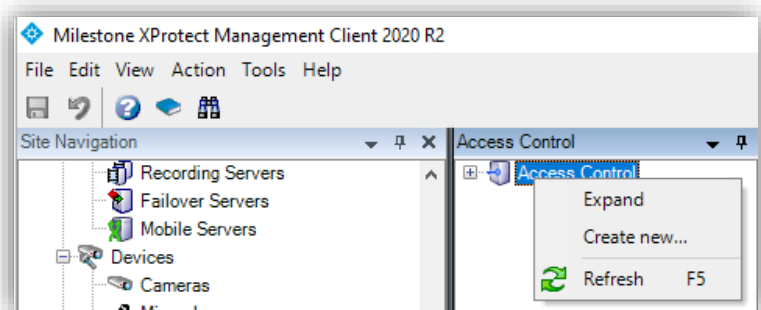 Milestone XProtect Management Client 2020 R2
File Edit View Action Tools Help
Site Navigation
Access Control
Recording Servers
Access Control
Failover Servers
Expand
Mobile Servers
Create new...
Devices
Refresh F5
Cameras